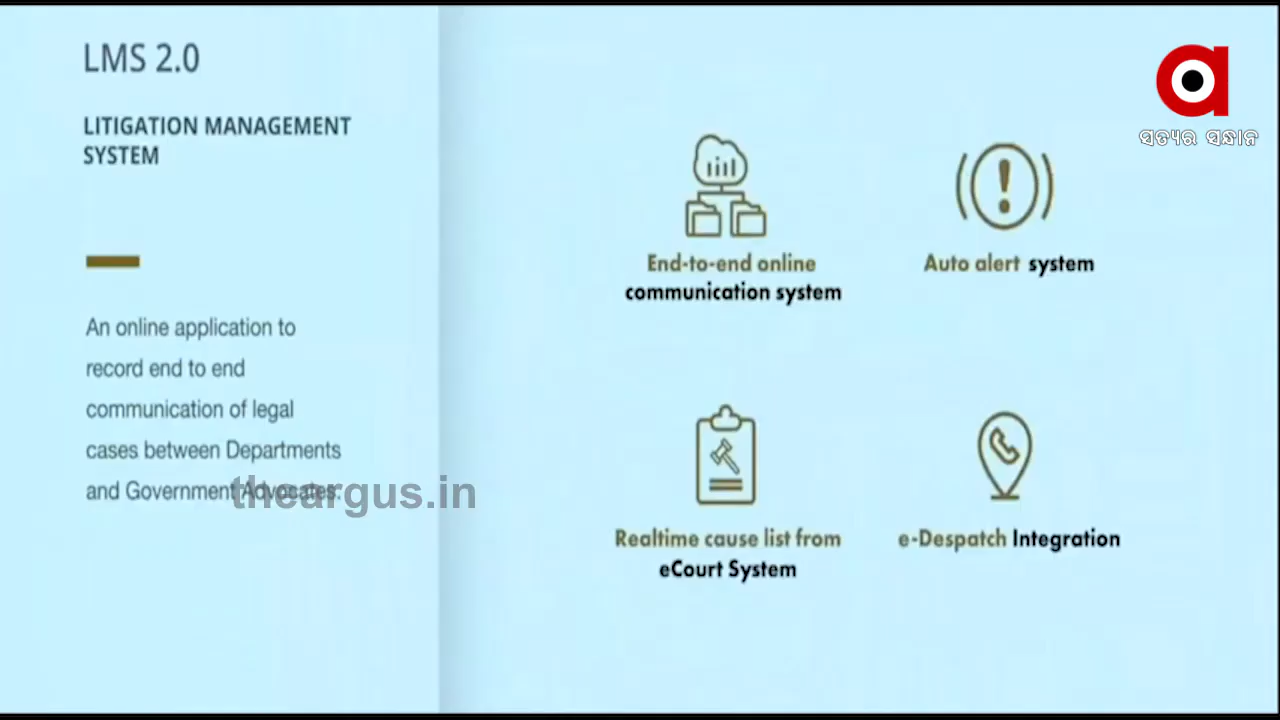 LMS 2.0
LITIGATION MANAGEMENT
SYSTEM
An online application to
record end to end
communication of legal
cases between Departments
and Government Advocates.
theargus.in
End-to-end online
communication system
Auto alert system
Realtime cause list from
eCourt System
e-Despatch Integration
a
ସତ୍ୟର ସନ୍ଧାନ